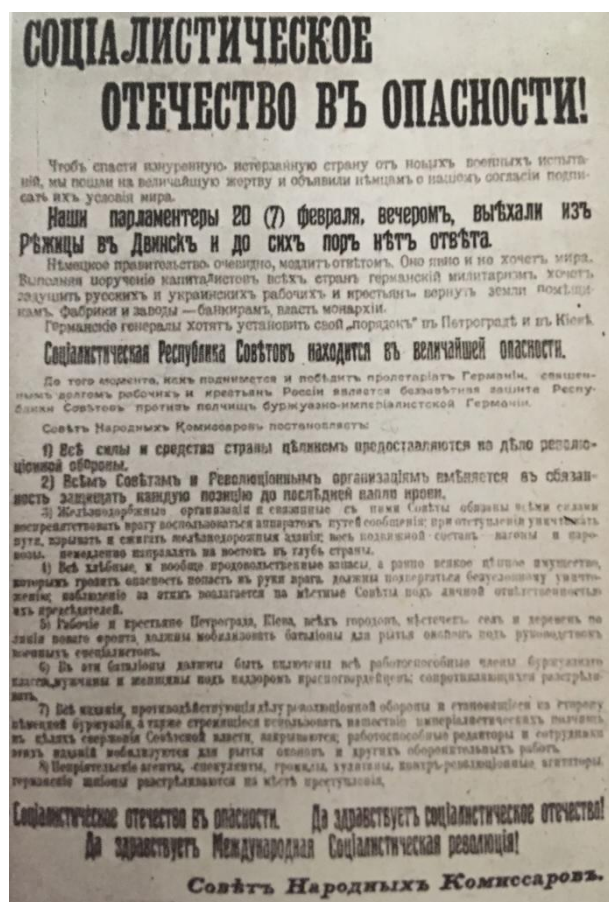 СОЦІАЛИСТИЧЕСКОЕ
ОТЕЧЕСТВО ВЪ ОПАСНОСТИ!
Чтобъ спасти изнуренную, истерзанную страну отъ новыхъ военныхъ испыта-
ній, мы пошли на величайшую жертву и объявили нѣмцамъ о нашемъ согласіи подпи-
сать ихъ условія мира.
Наши парламентеры 20 (7) февраля, вечеромъ, выѣхали изъ
Рѣжицы въ Двинскъ и до сихъ поръ нѣтъ отвѣта.
Нѣмецкое правительство, очевидно, медлитъ отвѣтомъ. Оно явно и не хочетъ мира.
Выполняя порученіе капиталистовъ всѣхъ странъ, германскій милитаризмъ хочетъ
задушить русскихъ и украинскихъ рабочихъ и крестьянъ, вернуть земли помѣщи-
камъ, фабрики и заводы — банкирамъ, власть монархіи.
Германскіе генералы хотятъ установить свой „порядокъ" въ Петроградѣ и въ Кіевѣ.
Соціалистическая Республика Совѣтовъ находится въ величайшей опасности.
До того момента, какъ поднимется и побѣдитъ пролетаріатъ Германіи, священ-
нымъ долгомъ рабочихъ и крестьянъ Россіи является беззавѣтная защита Респу-
блики Совѣтовъ противъ полчищъ буржуазно-имперіалистской Германіи.
Совѣтъ Народныхъ Комиссаровъ постановляетъ:
1) Всѣ силы и средства страны цѣликомъ предоставляются на дѣло револю-
ціонной обороны.
2) Всѣмъ Совѣтамъ и Революціоннымъ организаціямъ вмѣняется въ обязан-
ность защищать каждую позицію до послѣдней капли крови.
3) Желѣзнодорожныя организаціи и связанные съ ними Совѣты обязаны всѣми силами
воспрепятствовать врагу воспользоваться аппаратомъ путей сообщенія; при отступленіи уничтожать
пути, взрывать и сжигать желѣзнодорожныя зданія; весь подвижной составъ — вагоны и паро-
возы — немедленно направлять на востокъ въ глубь страны.
4) Всѣ хлѣбные, и вообще продовольственные запасы, а равно всякое цѣнное имущество,
которымъ грозитъ опасность попасть въ руки врага, должны подвергаться безусловному уничто-
женію; наблюденіе за этимъ возлагается на мѣстные Совѣты подъ личной отвѣтственностью
ихъ предсѣдателей.
5) Рабочіе и крестьяне Петрограда, Кіева, всѣхъ городовъ, мѣстечекъ, селъ и деревень по
линіи новаго фронта должны мобилизовать баталіоны для рытья окоповъ подъ руководствомъ
военныхъ спеціалистовъ.
6) Въ эти баталіоны должны быть включены всѣ работоспособные члены буржуазнаго
класса, мужчины и женщины подъ надзоромъ красногвардейцевъ; сопротивляющихся разстрѣли-
вать.
7) Всѣ изданія, противодѣйствующія дѣлу революціонной обороны и становящіеся на сторону
нѣмецкой буржуазіи, а также стремящіеся использовать нашествіе имперіалистическихъ полчищъ
въ цѣляхъ сверженія Совѣтской власти, закрываются; работоспособные редакторы и сотрудники
этихъ изданій мобилизуются для рытья окоповъ и другихъ оборонительныхъ работъ.
8) Непріятельскіе агенты, спекулянты, громилы, хулиганы, контръ-революціонные агитаторы,
германскіе шпіоны разстрѣливаются на мѣстѣ преступленія.
Соціалистическое отечество въ опасности. Да здравствуетъ соціалистическое отечество!
Да здравствуетъ Международная Соціалистическая революція!
Совѣтъ Народныхъ Комиссаровъ.